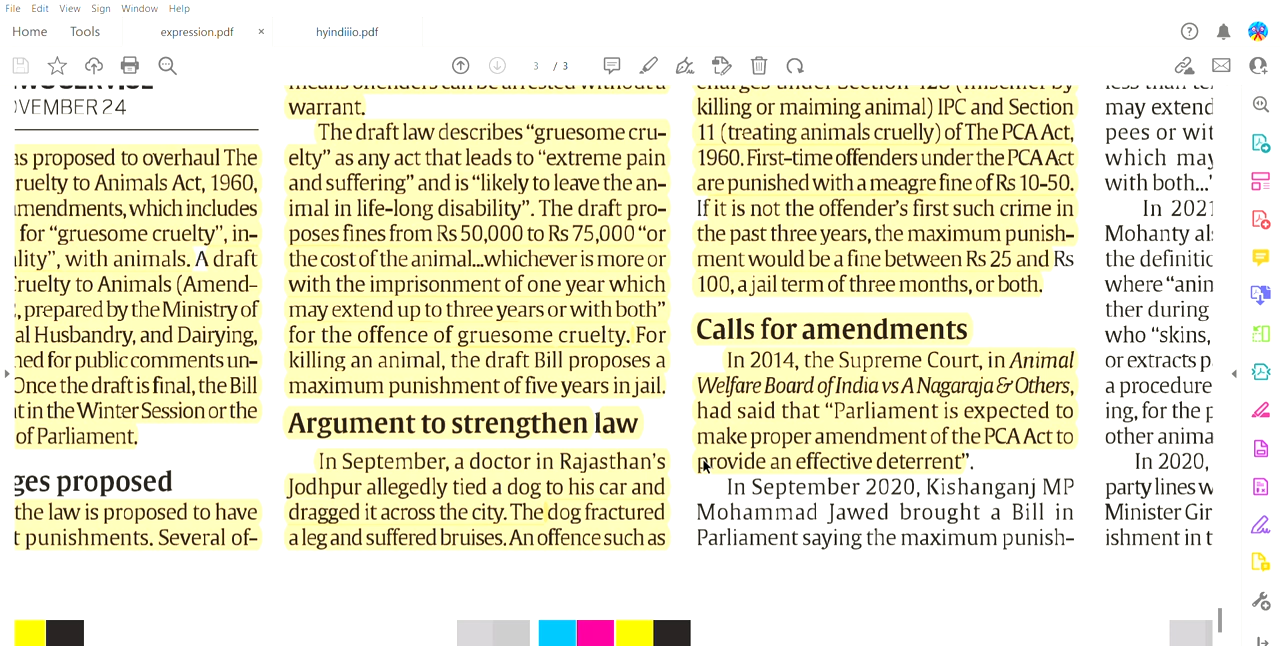 File Edit View Sign Window Help
Home Tools expression.pdf × hyindiiio.pdf
3 / 3
OVEMBER 24
as proposed to overhaul The
ruelty to Animals Act, 1960,
mendments, which includes
for “gruesome cruelty”, in-
lity”, with animals. A draft
ruelty to Animals (Amend-
, prepared by the Ministry of
al Husbandry, and Dairying,
ned for public comments un-
Once the draft is final, the Bill
t in the Winter Session or the
of Parliament.
ges proposed
the law is proposed to have
t punishments. Several of-
means offenders can be arrested without a
warrant.
The draft law describes “gruesome cru-
elty” as any act that leads to “extreme pain
and suffering” and is “likely to leave the an-
imal in life-long disability”. The draft pro-
poses fines from Rs 50,000 to Rs 75,000 “or
the cost of the animal...whichever is more or
with the imprisonment of one year which
may extend up to three years or with both”
for the offence of gruesome cruelty. For
killing an animal, the draft Bill proposes a
maximum punishment of five years in jail.
Argument to strengthen law
In September, a doctor in Rajasthan’s
Jodhpur allegedly tied a dog to his car and
dragged it across the city. The dog fractured
a leg and suffered bruises. An offence such as
charges under Section 428 (mischief by
killing or maiming animal) IPC and Section
11 (treating animals cruelly) of The PCA Act,
1960. First-time offenders under the PCA Act
are punished with a meagre fine of Rs 10-50.
If it is not the offender’s first such crime in
the past three years, the maximum punish-
ment would be a fine between Rs 25 and Rs
100, a jail term of three months, or both.
Calls for amendments
In 2014, the Supreme Court, in Animal
Welfare Board of India vs A Nagaraja & Others,
had said that “Parliament is expected to
make proper amendment of the PCA Act to
provide an effective deterrent”.
In September 2020, Kishanganj MP
Mohammad Jawed brought a Bill in
Parliament saying the maximum punish-
less than
may extend
pees or wit
which may
with both...”
In 2021
Mohanty al
the definitic
where “anin
ther during
who “skins,
or extracts p
a procedure
ing, for the p
other anima
In 2020,
party lines w
Minister Gir
ishment in t